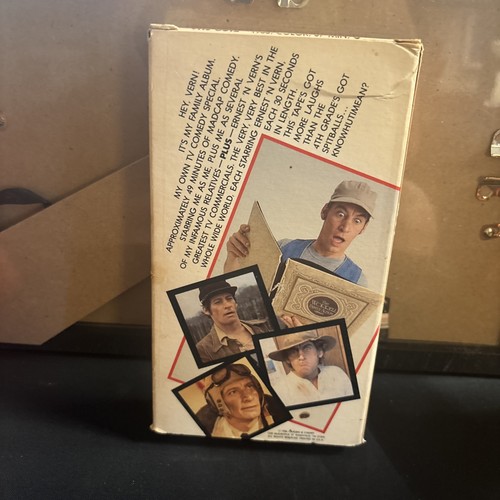 HEY, VERN!
IT'S MY FAMILY ALBUM.
MY OWN TV COMEDY SPECIAL.
APPROXIMATELY 49 MINUTES OF MADCAP COMEDY.
STARRING ME AS ME, PLUS ME AS SEVERAL
OF MY INFAMOUS RELATIVES — PLUS — ERNEST 'N VERN'S
GREATEST TV COMMERCIALS, THE VERY, VERY BEST IN THE
WHOLE WIDE WORLD. EACH STARRING ERNEST 'N VERN,
EACH 30 SECONDS
IN LENGTH.
THIS TAPE'S GOT
MORE LAUGHS
THAN THE
4TH GRADE'S GOT
SPITBALLS...
KNOWHUTIMEAN?